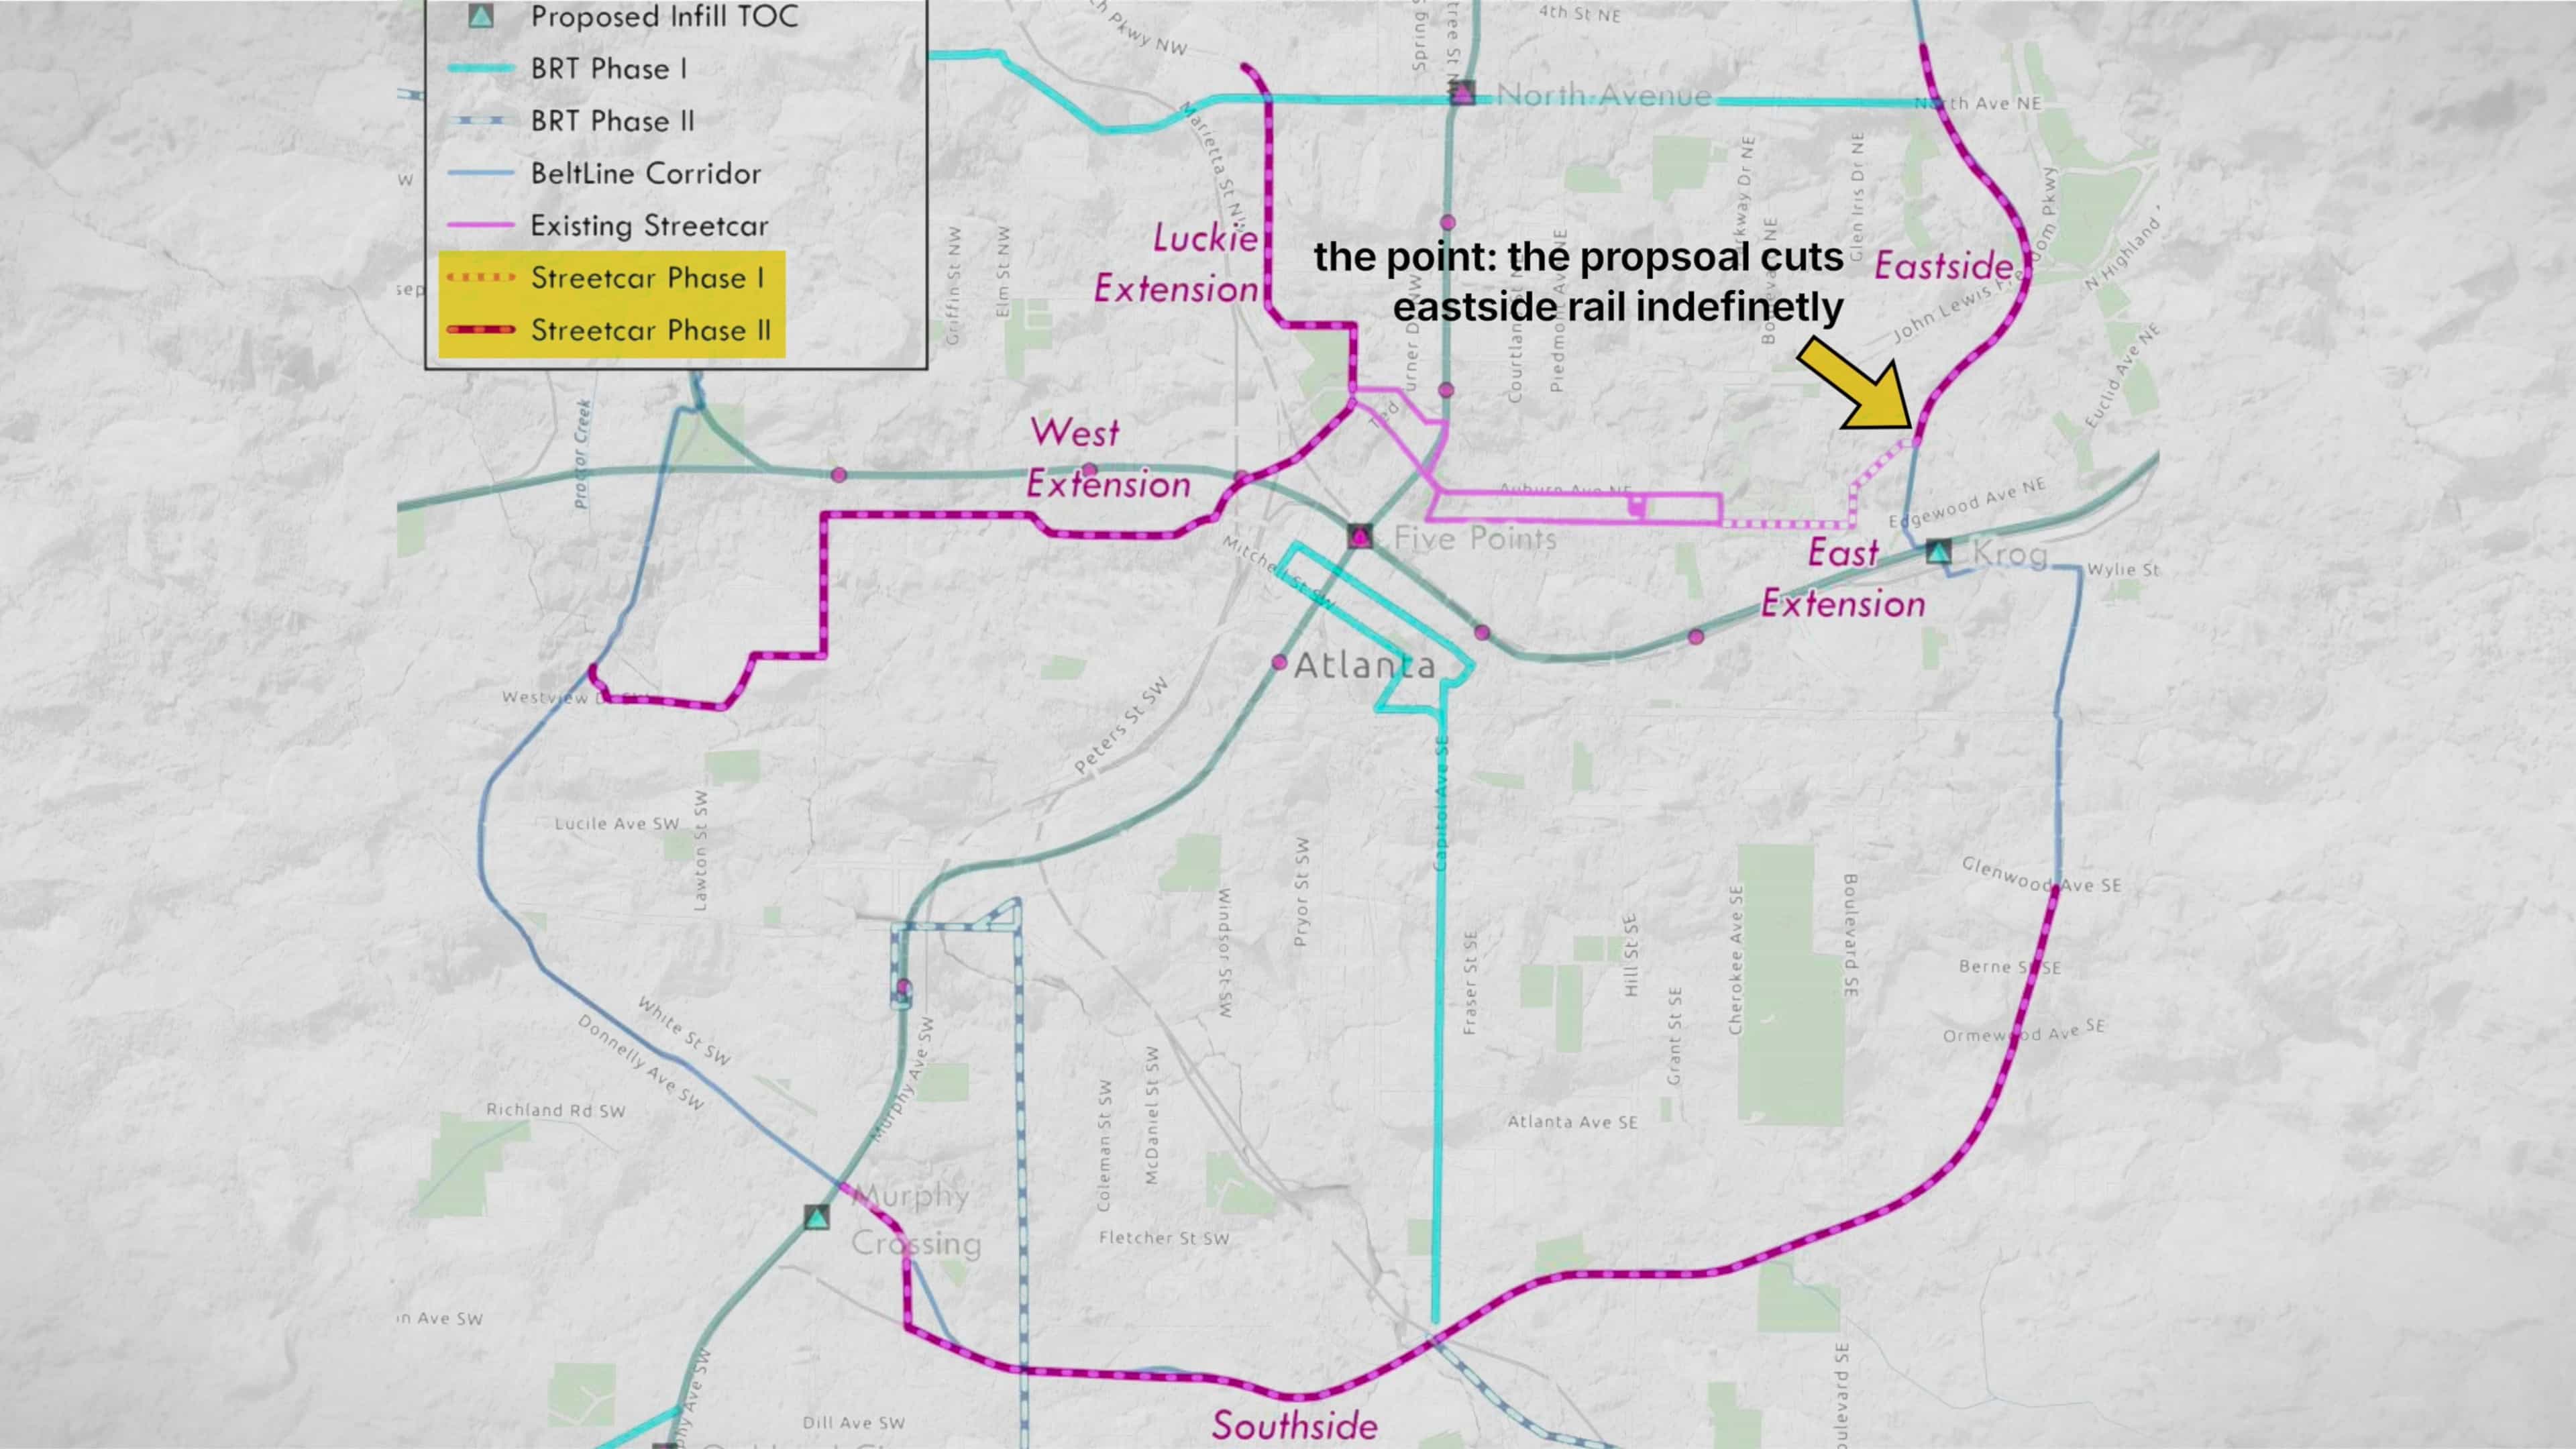 Proposed Infill TOC
BRT Phase I
BRT Phase II
BeltLine Corridor
Existing Streetcar
Streetcar Phase I
Streetcar Phase II
Pkwy NW
4th St NE
North Avenue
North Ave NE
Marietta St NW
W
Griffin St NW
Elm St NW
Luckie
Extension
the point: the propsoal cuts
eastside rail indefinetly
Eastside
Glen Iris Dr NE
N Highland
John Lewis
Courtland
Piedmont Ave NE
Euclid Ave NE
Proctor Creek
West
Extension
Auburn Ave NE
Edgewood Ave NE
Five Points
Krog
Wylie St
East
Extension
Mitchell St SW
Atlanta
Westview D
Peters St SW
Capitol Ave SE
Lucile Ave SW
Lawton St SW
Windsor St SW
Pryor St SW
Fraser St SE
Hill St SE
Grant St SE
Cherokee Ave SE
Boulevard SE
Glenwood Ave SE
Berne St SE
Ormewood Ave SE
White St SW
Donnelly Ave SW
Richland Rd SW
Murphy Ave SW
Coleman St SW
McDaniel St SW
Atlanta Ave SE
Murphy
Crossing
Fletcher St SW
n Ave SW
Dill Ave SW
Southside